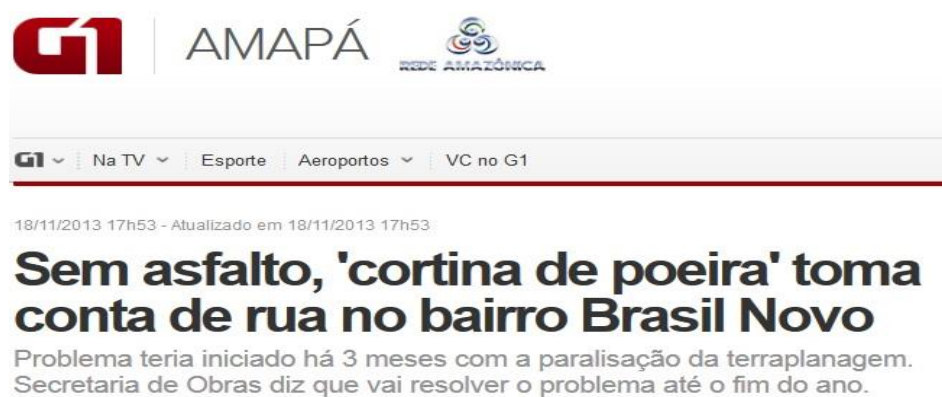 G1 AMAPÁ REDE AMAZÔNICA
G1 Na TV Esporte Aeroportos VC no G1
18/11/2013 17h53 - Atualizado em 18/11/2013 17h53
Sem asfalto, 'cortina de poeira' toma
conta de rua no bairro Brasil Novo
Problema teria iniciado há 3 meses com a paralisação da terraplanagem.
Secretaria de Obras diz que vai resolver o problema até o fim do ano.